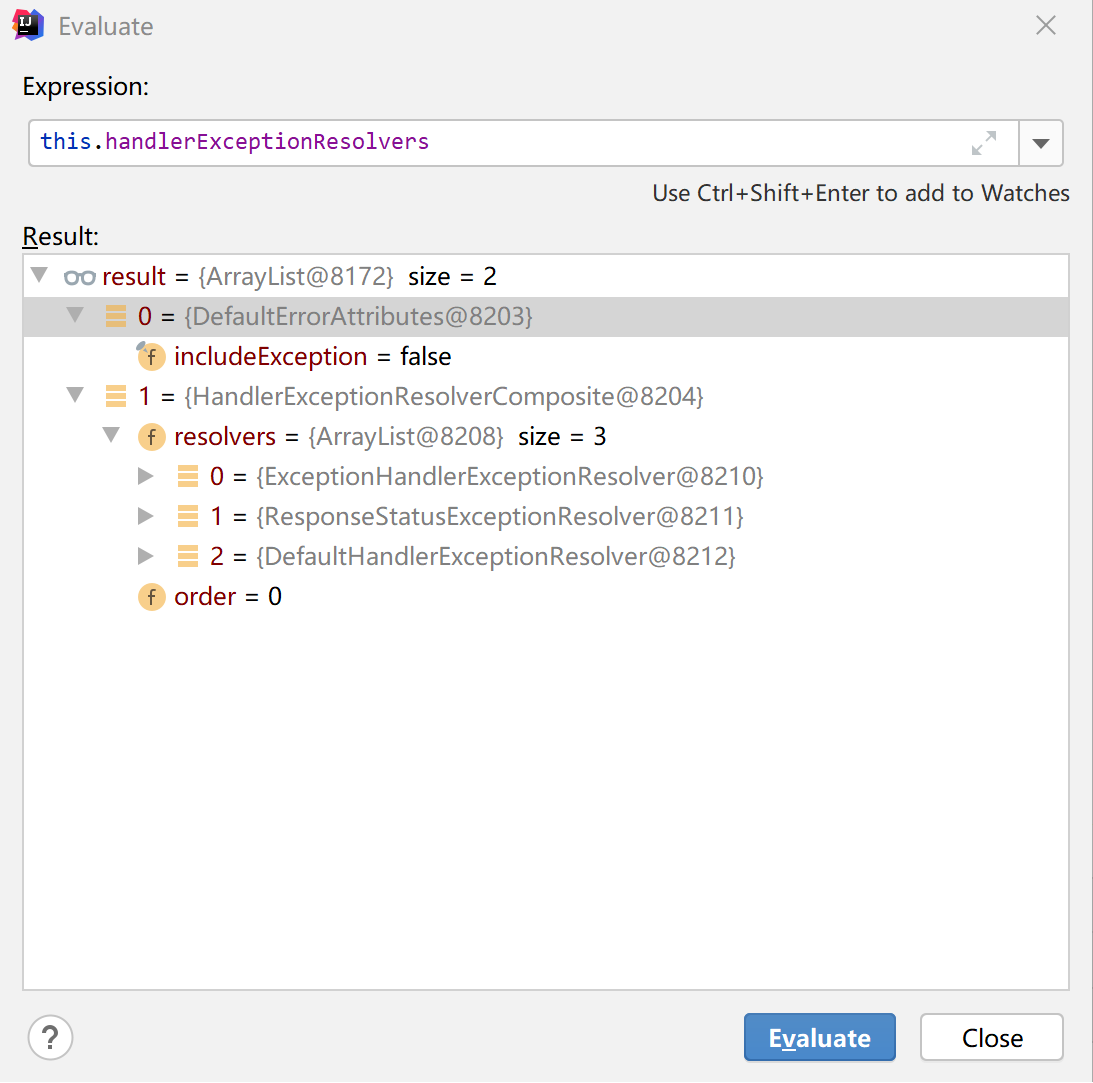 IJ Evaluate
Expression:
this.handlerExceptionResolvers
Use Ctrl+Shift+Enter to add to Watches
Result:
result = {ArrayList@8172} size = 2
0 = {DefaultErrorAttributes@8203}
f includeException = false
1 = {HandlerExceptionResolverComposite@8204}
f resolvers = {ArrayList@8208} size = 3
0 = {ExceptionHandlerExceptionResolver@8210}
1 = {ResponseStatusExceptionResolver@8211}
2 = {DefaultHandlerExceptionResolver@8212}
f order = 0
? Evaluate Close